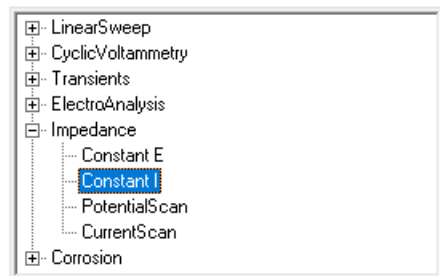 LinearSweep
CyclicVoltammetry
Transients
ElectroAnalysis
Impedance
Constant E
Constant I
PotentialScan
CurrentScan
Corrosion